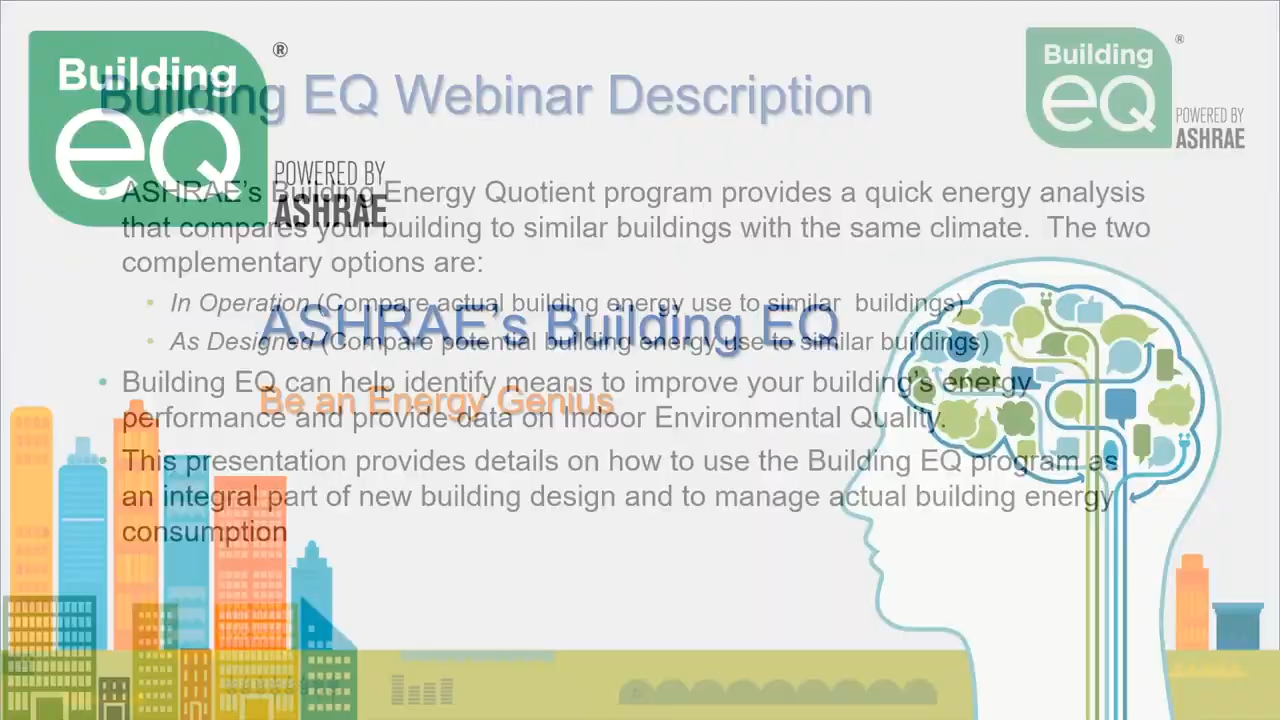 Building
eQ
®
POWERED BY
ASHRAE
Building EQ Webinar Description
Building
eQ
®
POWERED BY
ASHRAE
• ASHRAE's Building Energy Quotient program provides a quick energy analysis
that compares your building to similar buildings with the same climate. The two
complementary options are:
• In Operation (Compare actual building energy use to similar buildings)
ASHRAE's Building EQ
• As Designed (Compare potential building energy use to similar buildings)
• Building EQ can help identify means to improve your building's energy
Be an Energy Genius
performance and provide data on Indoor Environmental Quality.
• This presentation provides details on how to use the Building EQ program as
an integral part of new building design and to manage actual building energy
consumption